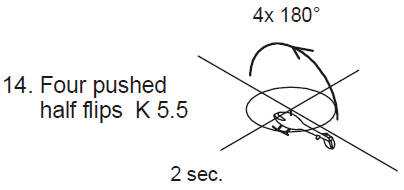 4x 180°
14. Four pushed
half flips K 5.5
2 sec.